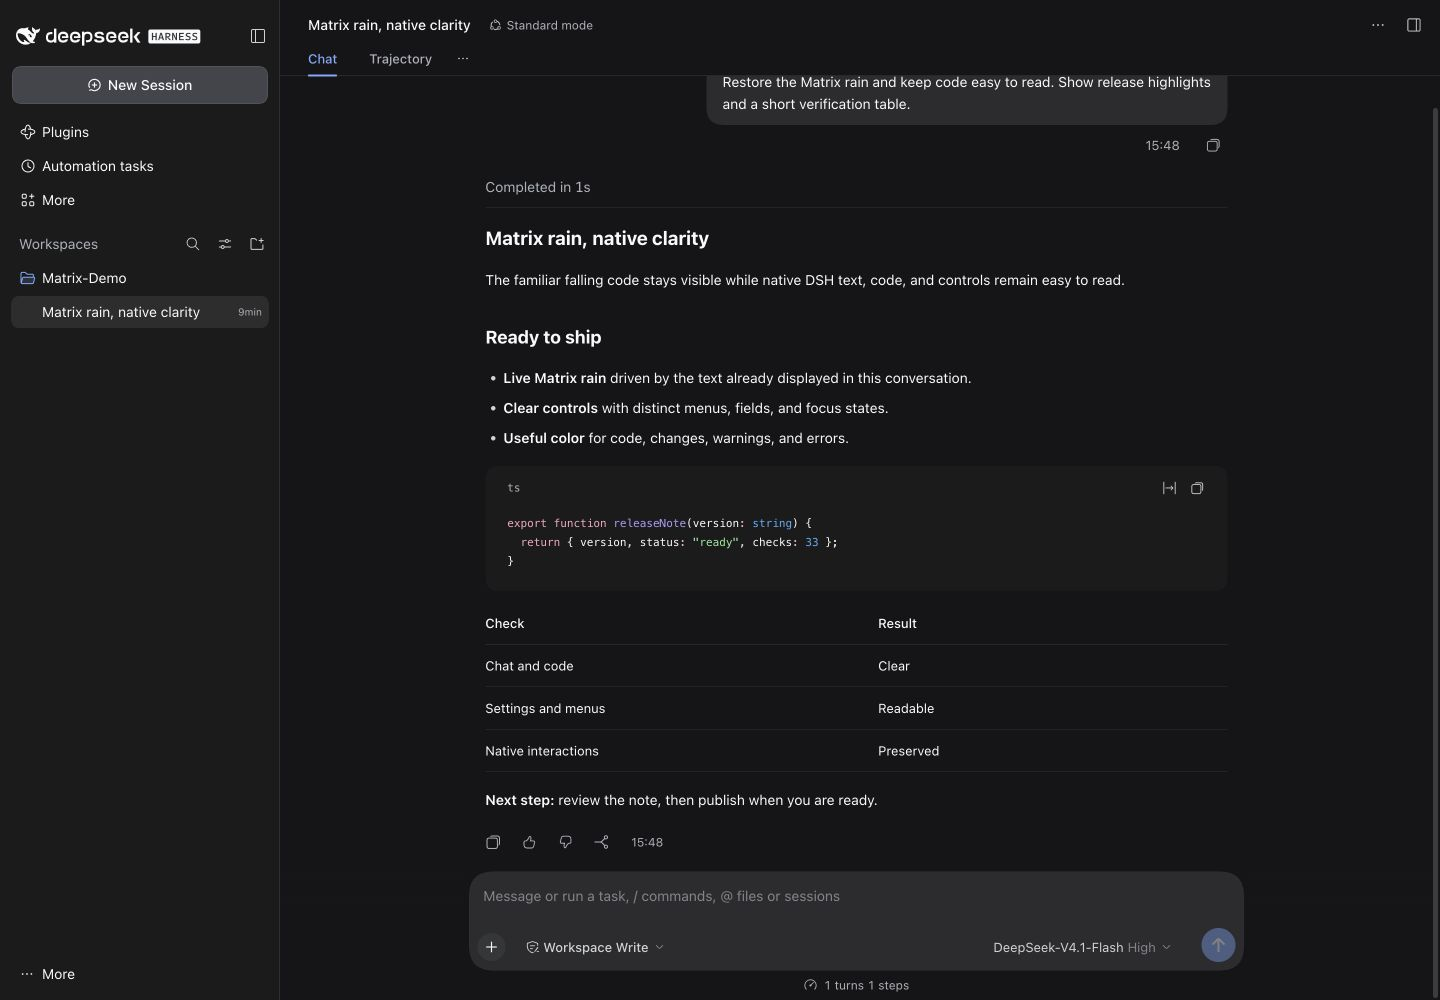 deepseek HARNESS
New Session
Plugins
Automation tasks
More
Workspaces
Matrix-Demo
Matrix rain, native clarity 9min
More
Matrix rain, native clarity Standard mode
Chat Trajectory
Restore the Matrix rain and keep code easy to read. Show release highlights
and a short verification table.
15:48
Completed in 1s
Matrix rain, native clarity
The familiar falling code stays visible while native DSH text, code, and controls remain easy to read.
Ready to ship
• Live Matrix rain driven by the text already displayed in this conversation.
• Clear controls with distinct menus, fields, and focus states.
• Useful color for code, changes, warnings, and errors.
ts
export function releaseNote(version: string) {
  return { version, status: "ready", checks: 33 };
}
Check Result
Chat and code Clear
Settings and menus Readable
Native interactions Preserved
Next step: review the note, then publish when you are ready.
15:48
Message or run a task, / commands, @ files or sessions
Workspace Write DeepSeek-V4.1-Flash High
1 turns 1 steps